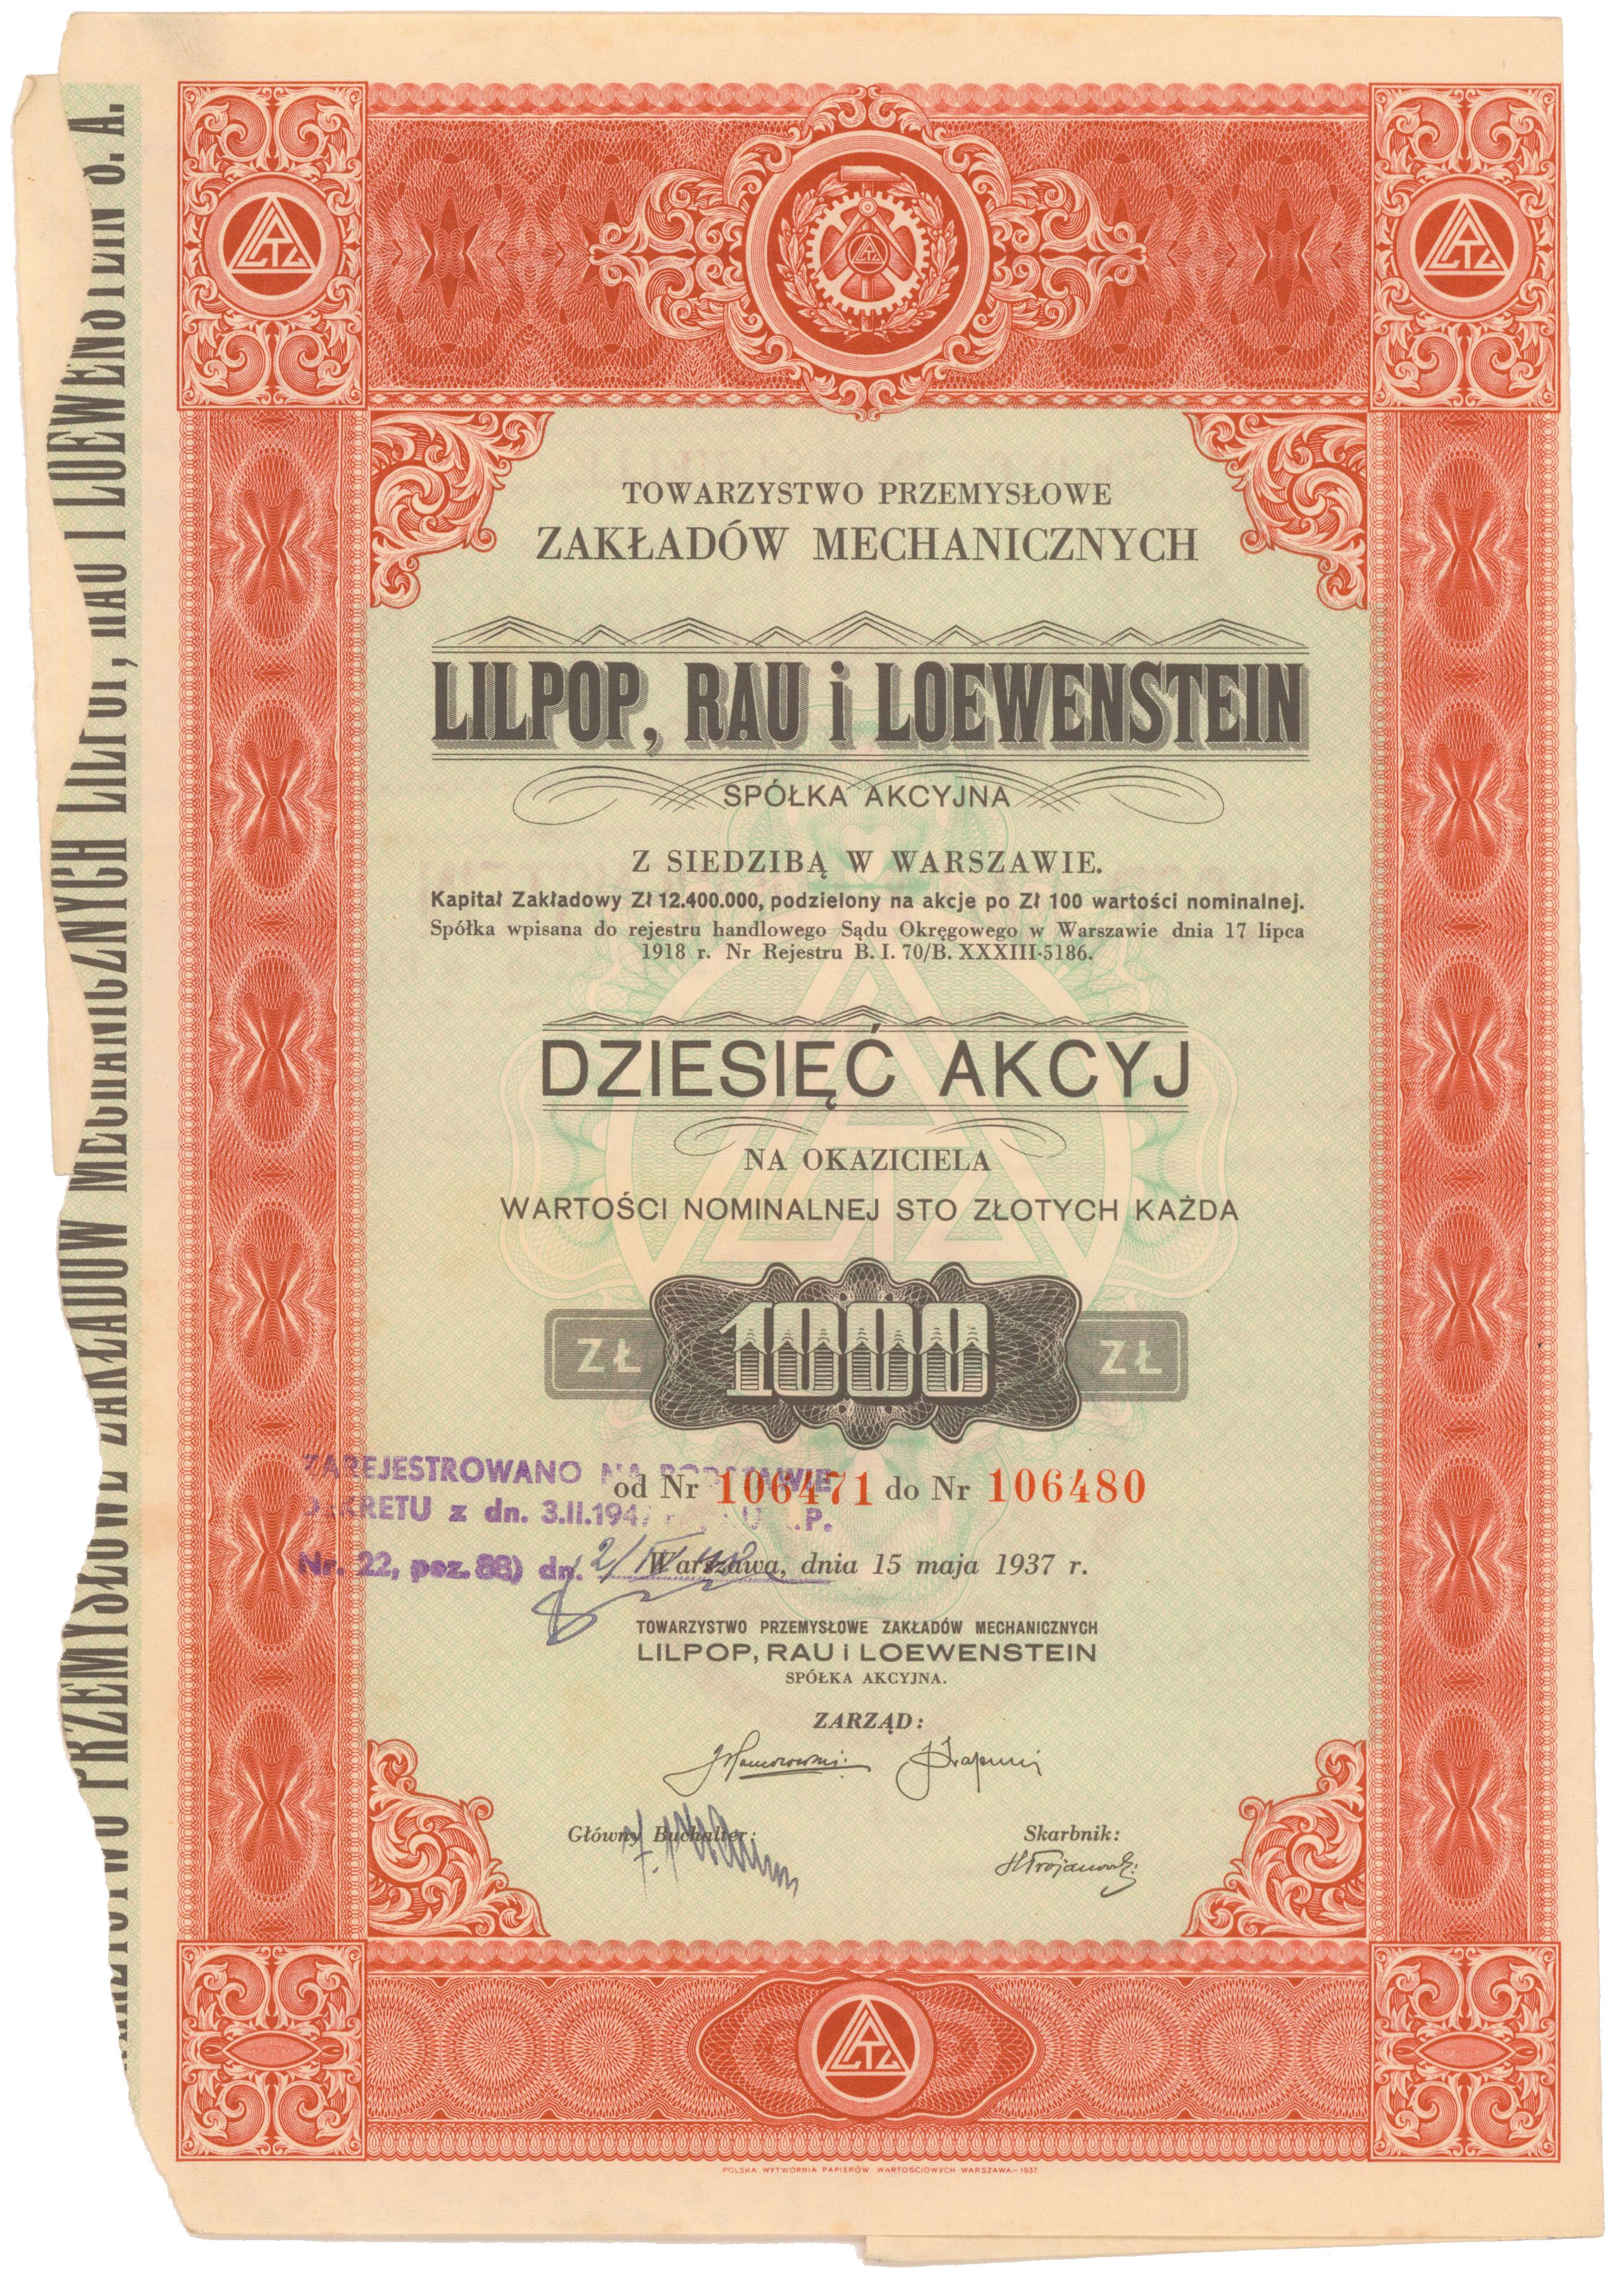 TOWARZYSTWO PRZEMYSŁOWE
ZAKŁADÓW MECHANICZNYCH
LILPOP, RAU i LOEWENSTEIN
SPÓŁKA AKCYJNA
Z SIEDZIBĄ W WARSZAWIE.
Kapitał Zakładowy Zł 12.400.000, podzielony na akcje po Zł 100 wartości nominalnej.
Spółka wpisana do rejestru handlowego Sądu Okręgowego w Warszawie dnia 17 lipca
1918 r. Nr Rejestru B. I. 70/B. XXXIII-5186.
DZIESIĘĆ AKCYJ
NA OKAZICIELA
WARTOŚCI NOMINALNEJ STO ZŁOTYCH KAŻDA
ZŁ 1000 ZŁ
od Nr 106471 do Nr 106480
ZAREJESTROWANO NA PODSTAWIE
DEKRETU z dn. 3.II.1947
Nr. 22, poz. 88) dn.
Warszawa, dnia 15 maja 1937 r.
TOWARZYSTWO PRZEMYSŁOWE ZAKŁADÓW MECHANICZNYCH
LILPOP, RAU i LOEWENSTEIN
SPÓŁKA AKCYJNA.
ZARZĄD:
Główny Buchalter:
Skarbnik:
POLSKA WYTWÓRNIA PAPIERÓW WARTOŚCIOWYCH WARSZAWA.—1937.
PRZEMYSŁOWE ZAKŁADÓW MECHANICZNYCH LILPOP, RAU I LOEWENSTEIN S. A.